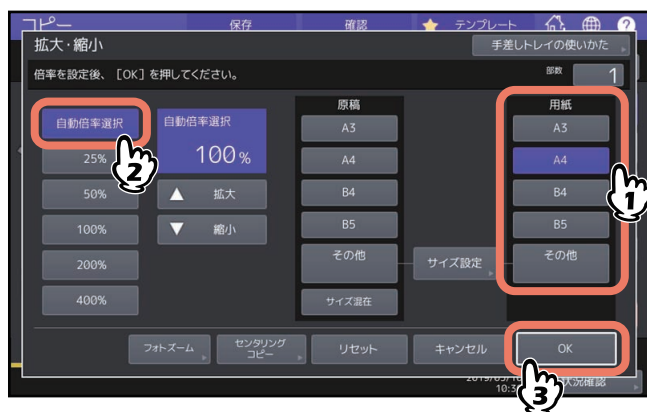 コピー 保存 確認 テンプレート ?
拡大・縮小 手差しトレイの使いかた
倍率を設定後、［OK］を押してください。 部数 1
自動倍率選択 自動倍率選択 原稿 用紙
100% A3 A3
25% A4 A4
2
50% 拡大 B4 B4
1
100% 縮小 B5 B5
200% その他 サイズ設定 その他
400% サイズ混在
フォトズーム センタリング リセット キャンセル OK
コピー
状況確認
3